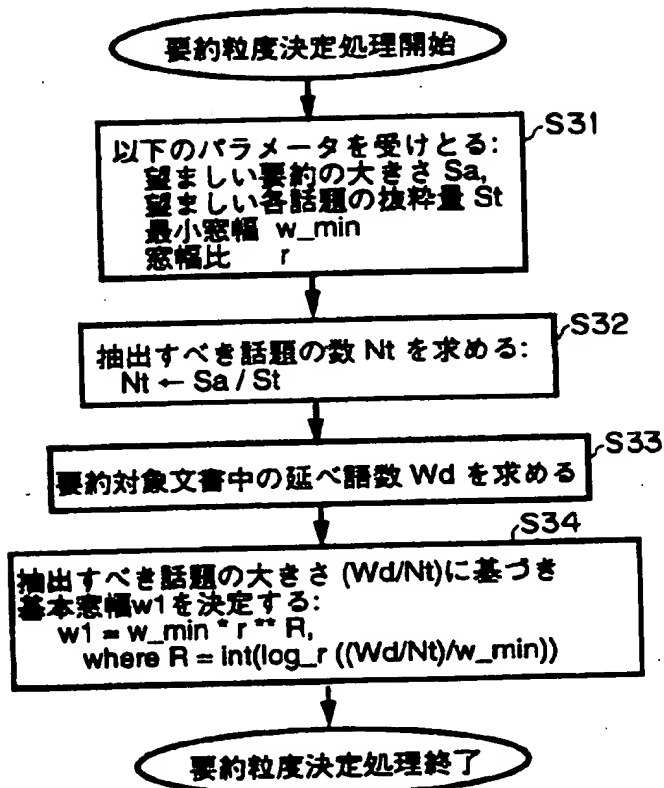 要約粒度決定処理開始
S31
以下のパラメータを受けとる:
望ましい要約の大きさ Sa,
望ましい各話題の抜粋量 St
最小窓幅 w_min
窓幅比 r
S32
抽出すべき話題の数 Nt を求める:
Nt ← Sa / St
S33
要約対象文書中の延べ語数 Wd を求める
S34
抽出すべき話題の大きさ (Wd/Nt)に基づき
基本窓幅w1を決定する:
w1 = w_min * r ** R,
where R = int(log_r ((Wd/Nt)/w_min))
要約粒度決定処理終了